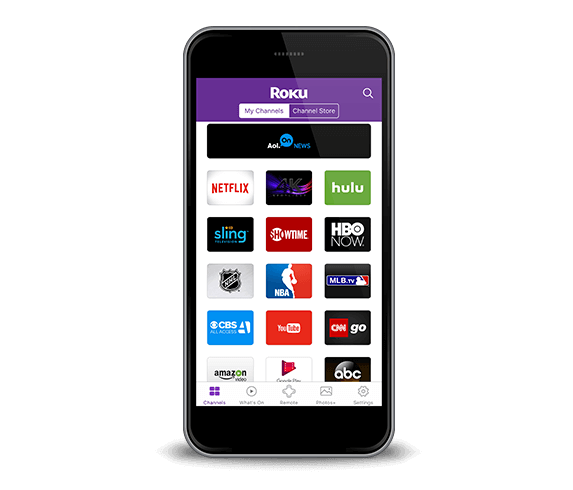 Roku
My Channels Channel Store
Aol. On NEWS
NETFLIX 4K hulu
sling SHOWTIME HBO
TELEVISION NOW
NHL NBA MLB.TV
CBS YouTube CNN go
ALL ACCESS
amazon Google Play abc
video
Channels What's On Remote Photos+ Settings